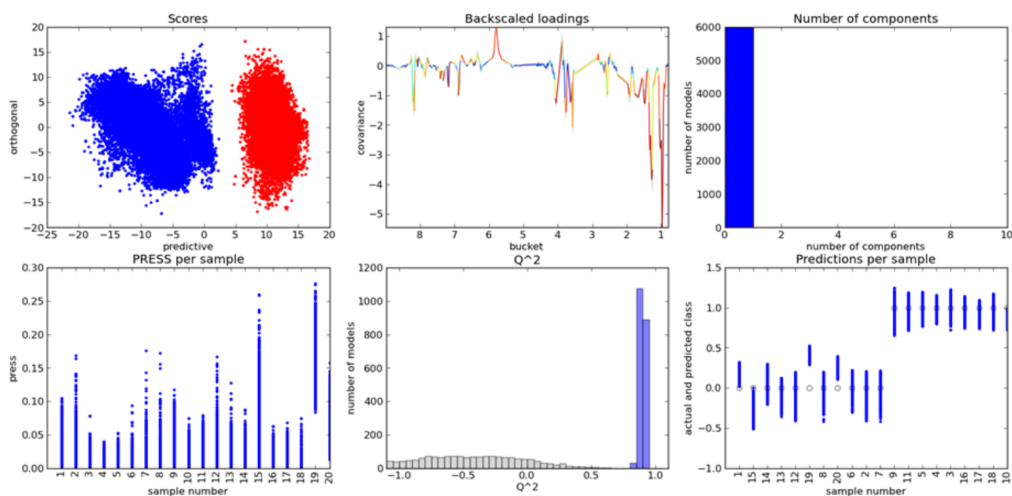 Scores
20
15
10
5
0
−5
−10
−15
−20
orthogonal
−25 −20 −15 −10 −5 0 5 10 15 20
predictive
Backscaled loadings
1
0
−1
−2
−3
−4
−5
covariance
8 7 6 5 4 3 2 1
bucket
Number of components
6000
5000
4000
3000
2000
1000
0
number of models
0 2 4 6 8 10
number of components
PRESS per sample
0.30
0.25
0.20
0.15
0.10
0.05
0.00
press
1 2 3 4 5 6 7 8 9 10 11 12 13 14 15 16 17 18 19 20
sample number
Q^2
1200
1000
800
600
400
200
0
number of models
−1.0 −0.5 0.0 0.5 1.0
Q^2
Predictions per sample
1.5
1.0
0.5
0.0
−0.5
−1.0
actual and predicted class
1 15 14 13 12 19 8 20 6 2 7 9 11 5 4 3 16 17 18 10
sample number